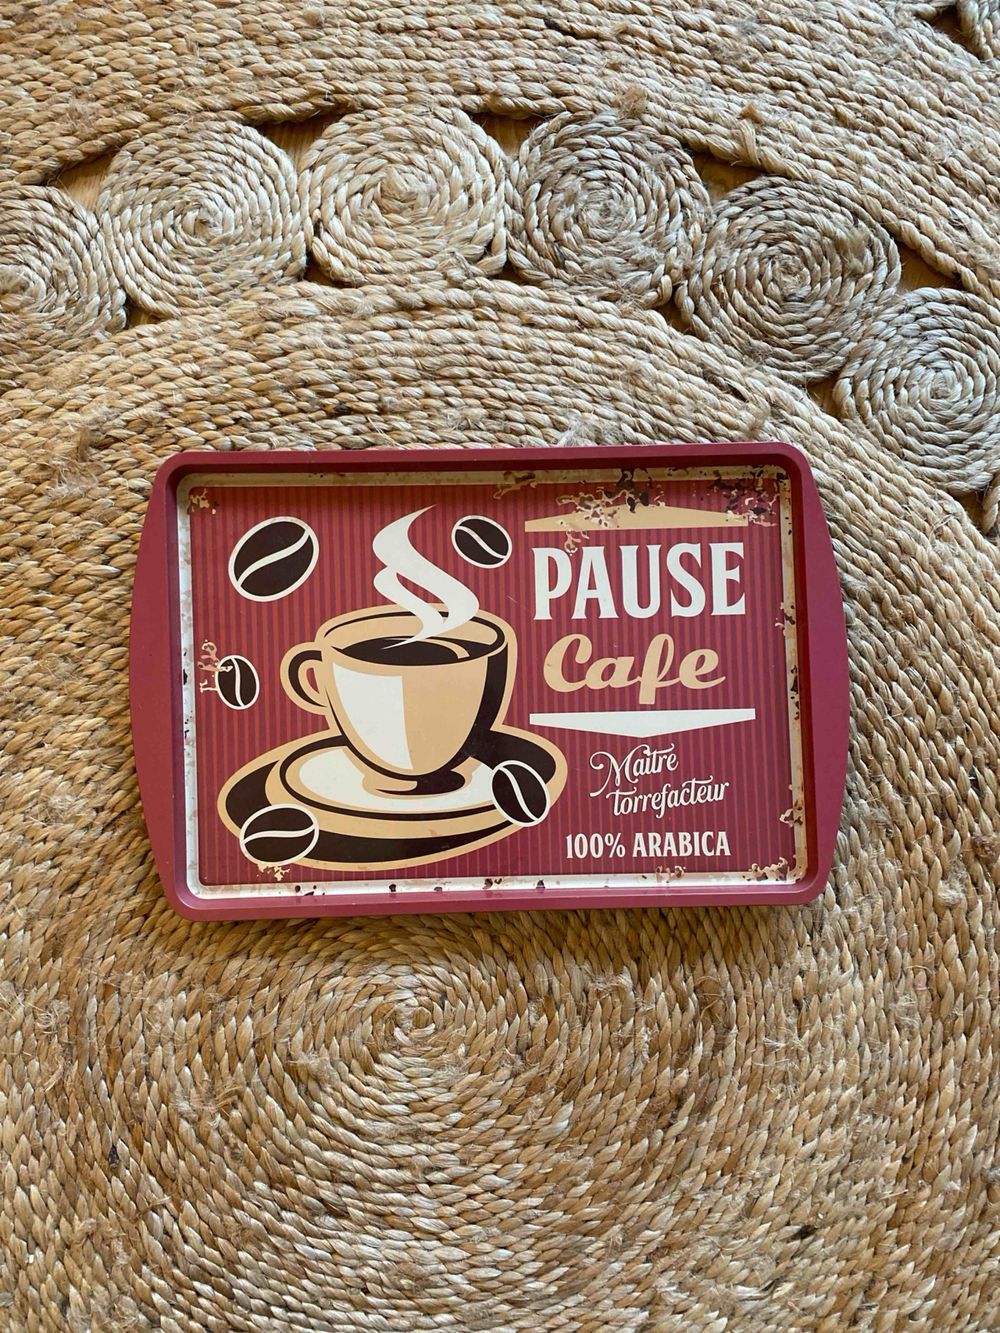 PAUSE
Cafe
Maître
torrefacteur
100% ARABICA